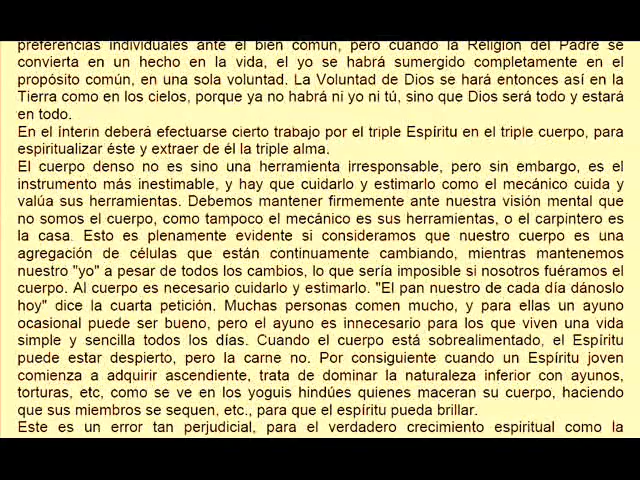 preferencias individuales ante el bien común, pero cuando la Religión del Padre se
convierta en un hecho en la vida, el yo se habrá sumergido completamente en el
propósito común, en una sola voluntad. La Voluntad de Dios se hará entonces así en la
Tierra como en los cielos, porque ya no habrá ni yo ni tú, sino que Dios será todo y estará
en todo.
En el ínterin deberá efectuarse cierto trabajo por el triple Espíritu en el triple cuerpo, para
espiritualizar éste y extraer de él la triple alma.
El cuerpo denso no es sino una herramienta irresponsable, pero sin embargo, es el
instrumento más inestimable, y hay que cuidarlo y estimarlo como el mecánico cuida y
valúa sus herramientas. Debemos mantener firmemente ante nuestra visión mental que
no somos el cuerpo, como tampoco el mecánico es sus herramientas, o el carpintero es
la casa. Esto es plenamente evidente si consideramos que nuestro cuerpo es una
agregación de células que están continuamente cambiando, mientras mantenemos
nuestro "yo" a pesar de todos los cambios, lo que sería imposible si nosotros fuéramos el
cuerpo. Al cuerpo es necesario cuidarlo y estimarlo. "El pan nuestro de cada día dánoslo
hoy" dice la cuarta petición. Muchas personas comen mucho, y para ellas un ayuno
ocasional puede ser bueno, pero el ayuno es innecesario para los que viven una vida
simple y sencilla todos los días. Cuando el cuerpo está sobrealimentado, el Espíritu
puede estar despierto, pero la carne no. Por consiguiente cuando un Espíritu joven
comienza a adquirir ascendiente, trata de dominar la naturaleza inferior con ayunos,
torturas, etc, como se ve en los yoguis hindúes quienes maceran su cuerpo, haciendo
que sus miembros se sequen, etc., para que el espíritu pueda brillar.
Este es un error tan perjudicial, para el verdadero crecimiento espiritual como la